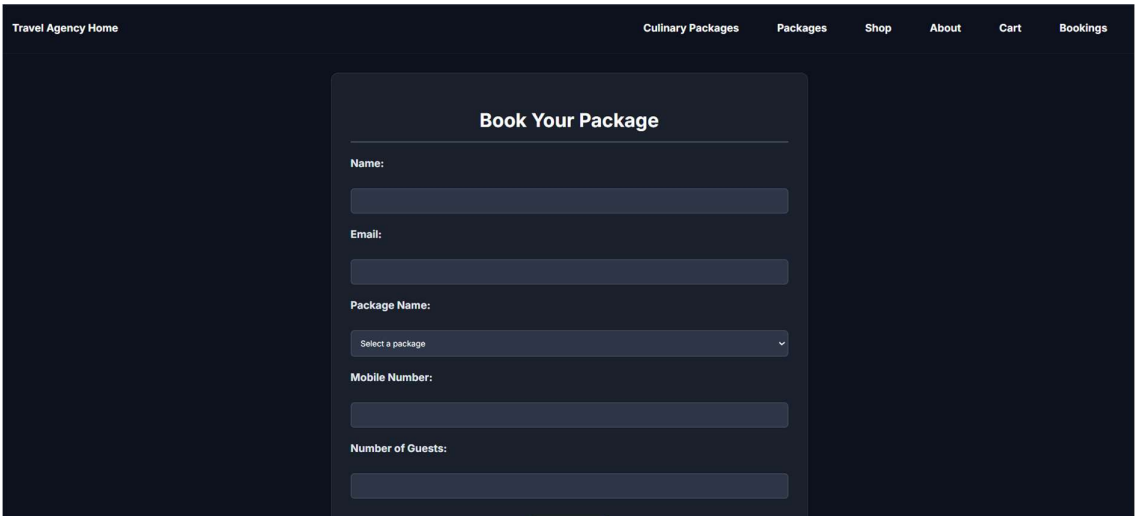 Travel Agency Home Culinary Packages Packages Shop About Cart Bookings
Book Your Package
Name:
Email:
Package Name:
Select a package
Mobile Number:
Number of Guests: